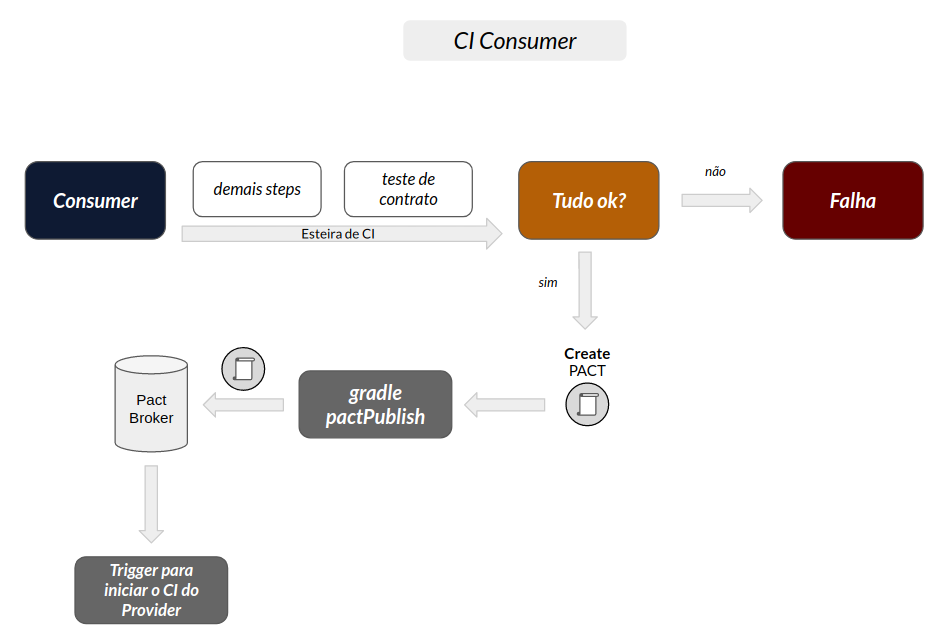 CI Consumer
Consumer
demais steps
teste de
contrato
Esteira de CI
Tudo ok?
não
Falha
sim
Create
PACT
gradle
pactPublish
Pact
Broker
Trigger para
iniciar o CI do
Provider